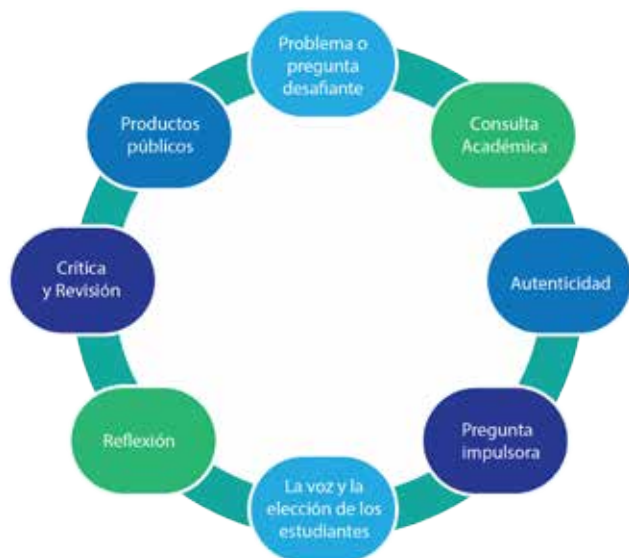 Problema o
pregunta
desafiante
Consulta
Académica
Autenticidad
Pregunta
impulsora
La voz y la
elección de los
estudiantes
Reflexión
Crítica
y Revisión
Productos
públicos